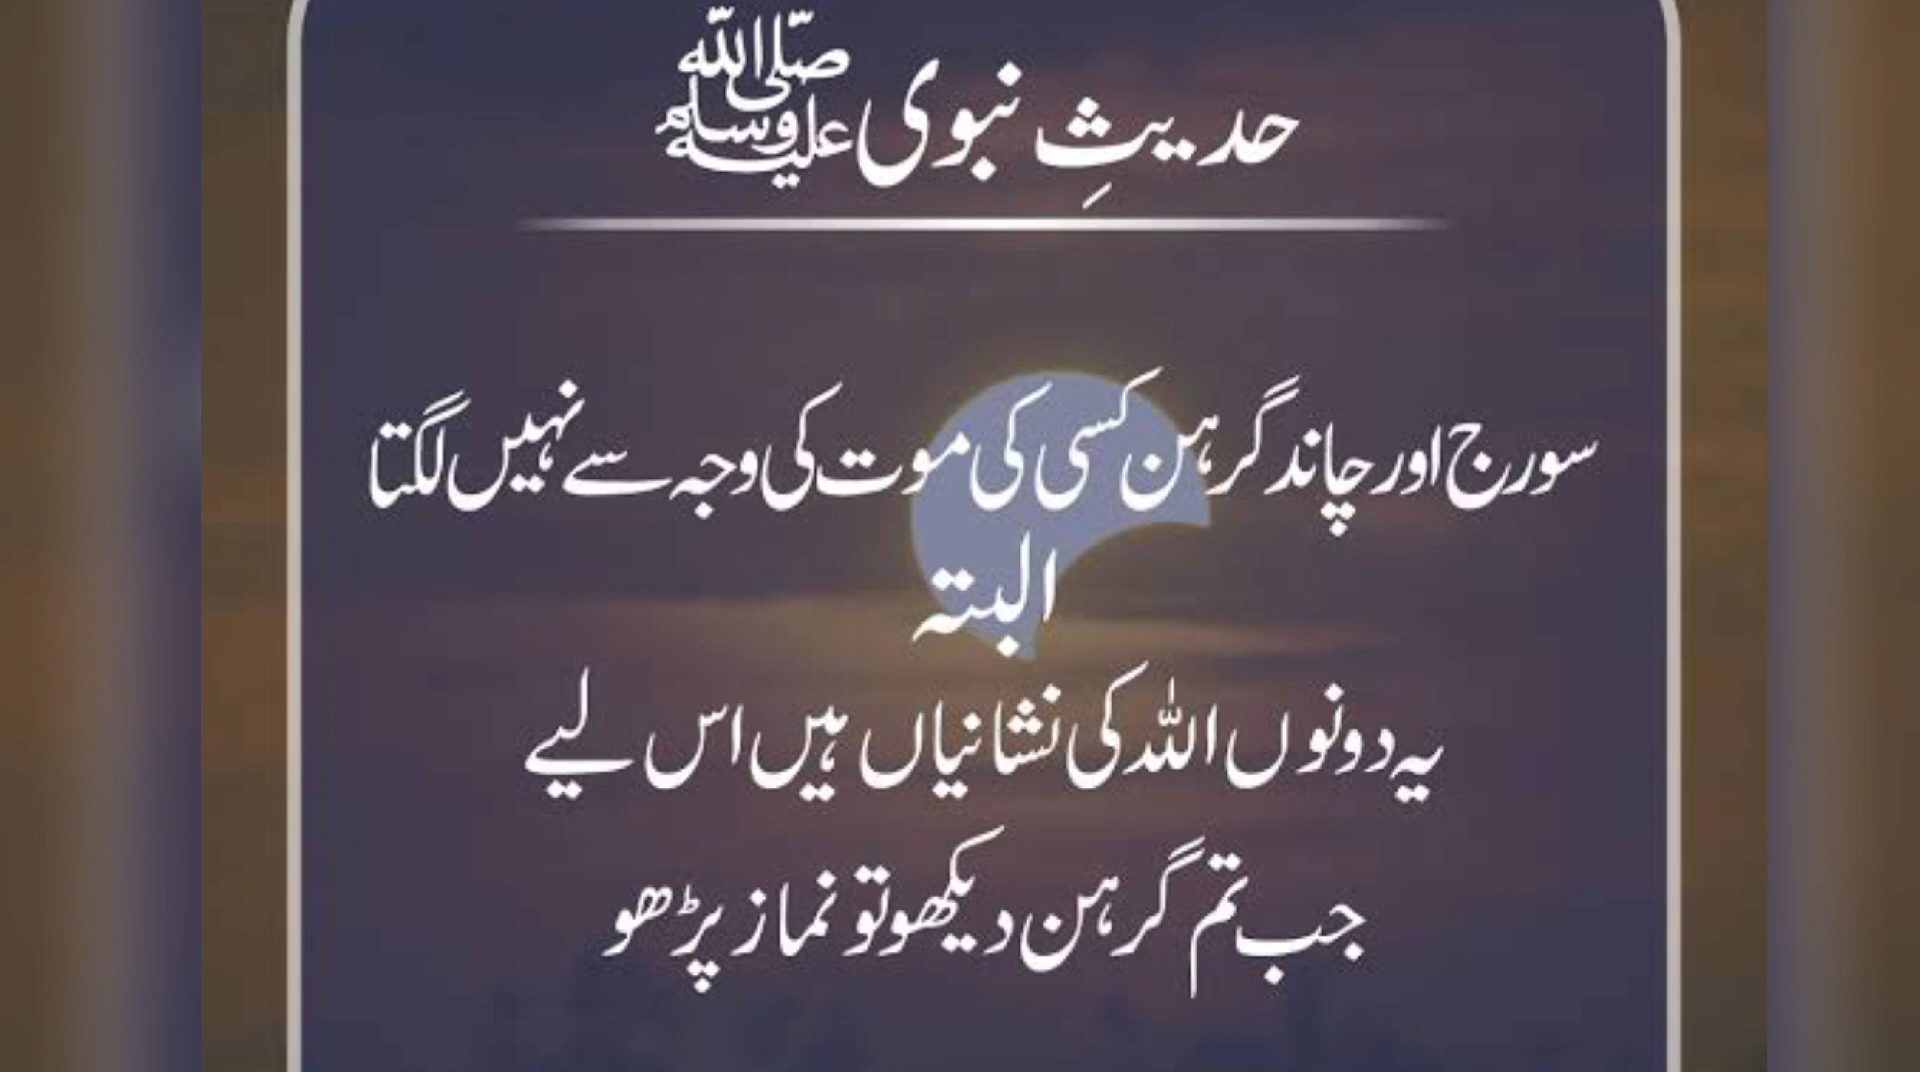 حدیثِ نبوی صلی اللہ علیہ وسلم
سورج اور چاند گرہن کسی کی موت کی وجہ سے نہیں لگتا
البتہ
یہ دونوں اللہ کی نشانیاں ہیں اس لیے
جب تم گرہن دیکھو تو نماز پڑھو